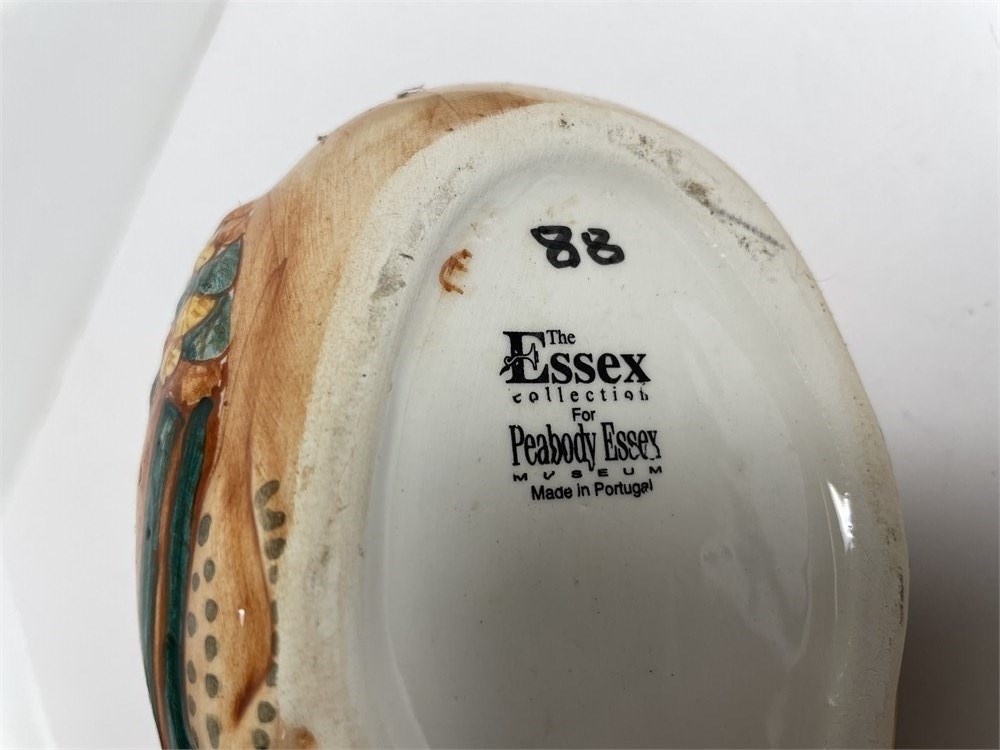 88
The
Essex
collection
For
Peabody Essex
MUSEUM
Made in Portugal